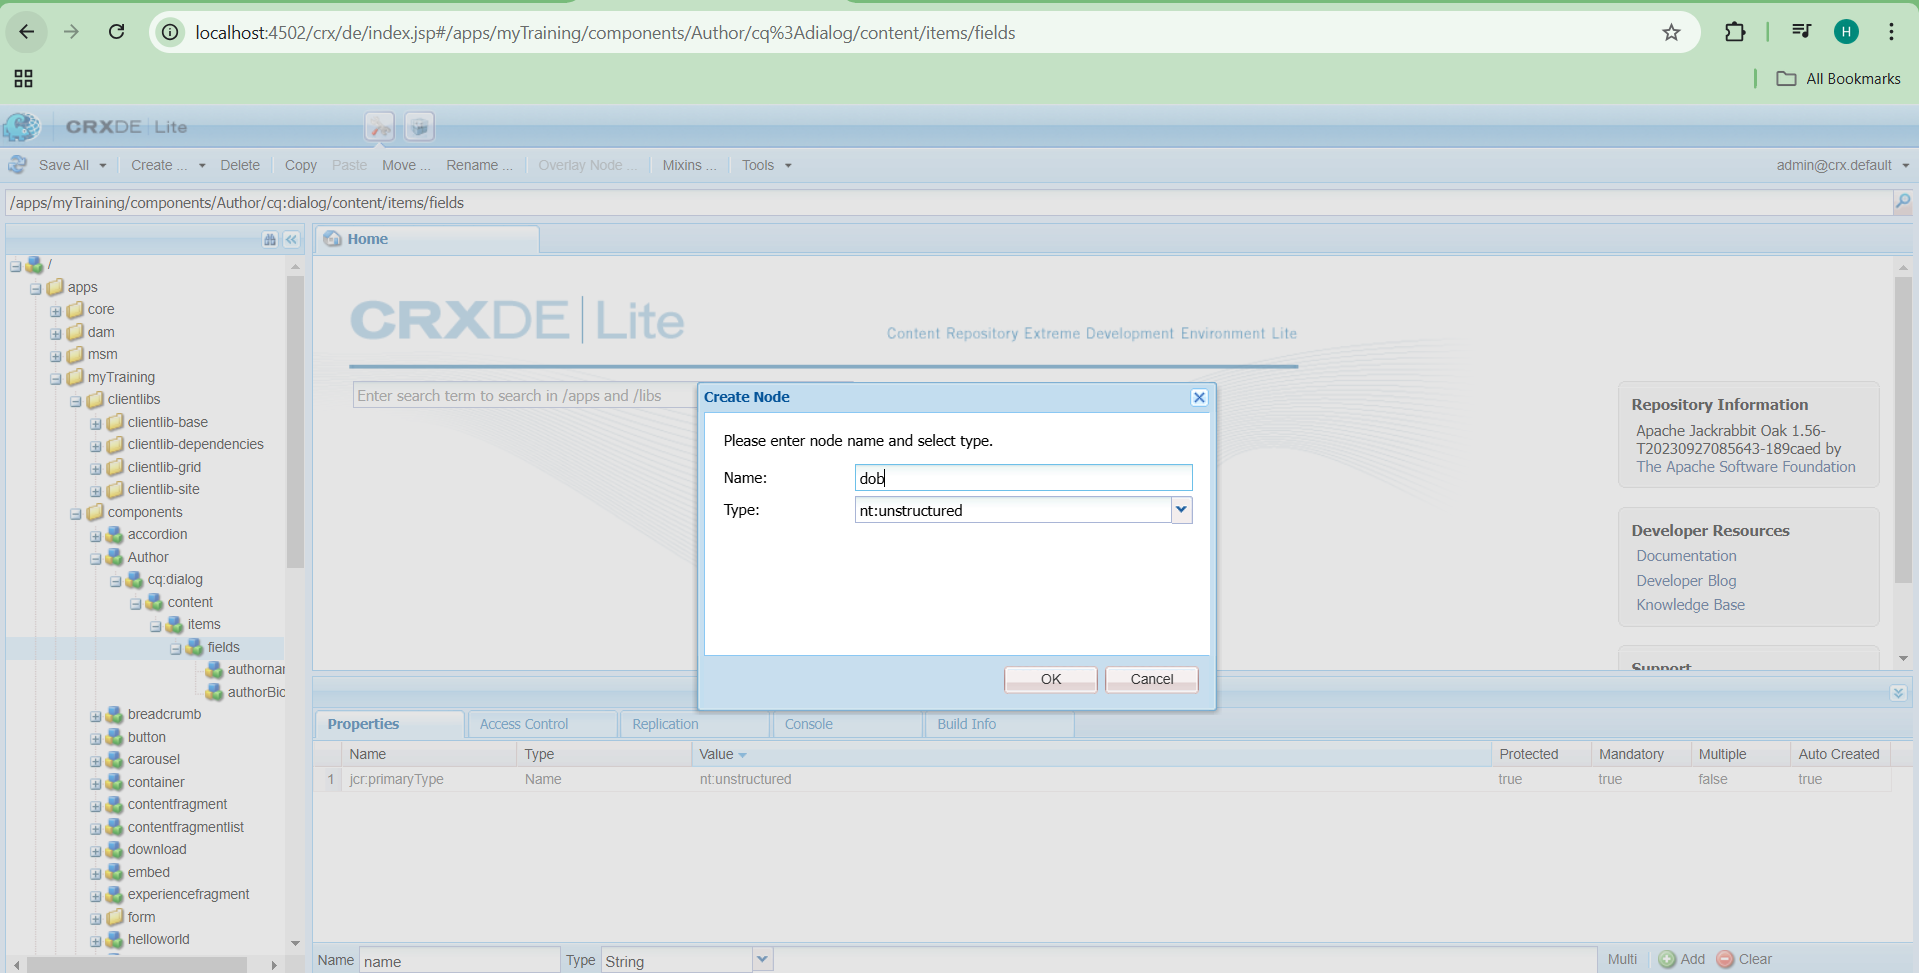 localhost:4502/crx/de/index.jsp#/apps/myTraining/components/Author/cq%3Adialog/content/items/fields
H
All Bookmarks
CRXDE | Lite
Save All
Create ...
Delete
Copy
Paste
Move ...
Rename ...
Overlay Node ...
Mixins ...
Tools
admin@crx.default
/apps/myTraining/components/Author/cq:dialog/content/items/fields
Home
/
apps
core
dam
msm
myTraining
clientlibs
clientlib-base
clientlib-dependencies
clientlib-grid
clientlib-site
components
accordion
Author
cq:dialog
content
items
fields
authornar
authorBic
breadcrumb
button
carousel
container
contentfragment
contentfragmentlist
download
embed
experiencefragment
form
helloworld
CRXDE | Lite
Content Repository Extreme Development Environment Lite
Enter search term to search in /apps and /libs
Create Node
Please enter node name and select type.
Name: dob
Type: nt:unstructured
OK Cancel
Repository Information
Apache Jackrabbit Oak 1.56-
T20230927085643-189caed by
The Apache Software Foundation
Developer Resources
Documentation
Developer Blog
Knowledge Base
Support
Properties
Access Control
Replication
Console
Build Info
Name Type Value Protected Mandatory Multiple Auto Created
1 jcr:primaryType Name nt:unstructured true true false true
Name name Type String Multi Add Clear